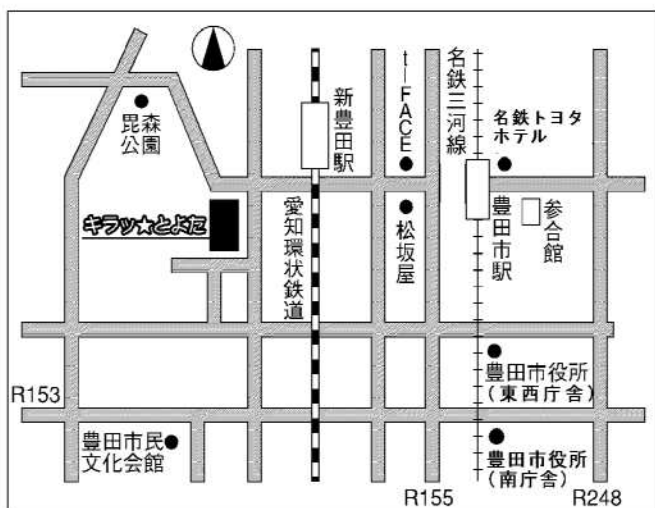 毘森
公園
新豊田駅
t-FACE
名鉄三河線
名鉄トヨタ
ホテル
キラッ★とよた
愛知環状鉄道
松坂屋
豊田市駅
参合館
豊田市役所
(東西庁舎)
R153
豊田市民
文化会館
豊田市役所
(南庁舎)
R155
R248